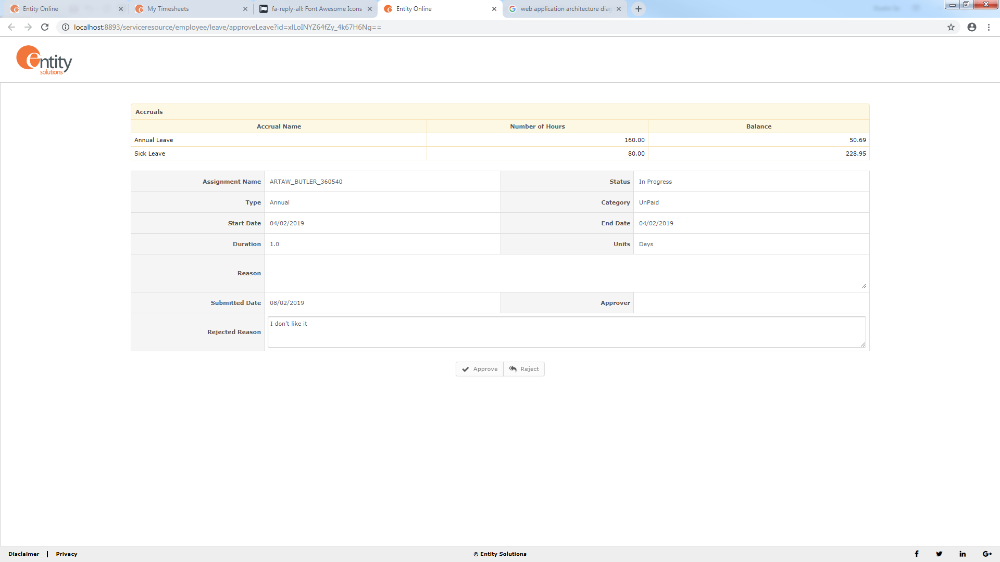 Entity Online
My Timesheets
fa-reply-all: Font Awesome Icons
Entity Online
web application architecture diag
localhost:8893/serviceresource/employee/leave/approveLeave?id=xlLoINYZ64fZy_4k67H6Ng==
entity
solutions
Accruals
Accrual Name Number of Hours Balance
Annual Leave 160.00 50.69
Sick Leave 80.00 228.95
Assignment Name ARTAW_BUTLER_360540 Status In Progress
Type Annual Category UnPaid
Start Date 04/02/2019 End Date 04/02/2019
Duration 1.0 Units Days
Reason
Submitted Date 08/02/2019 Approver
Rejected Reason I don't like it
Approve Reject
Disclaimer | Privacy © Entity Solutions